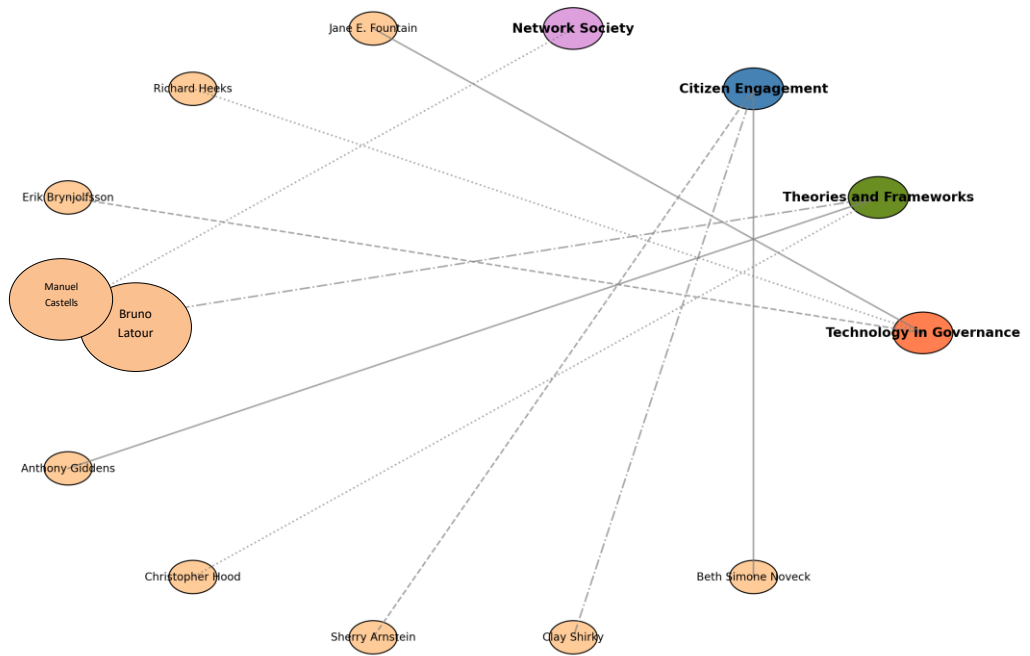 Jane E. Fountain
Network Society
Richard Heeks
Citizen Engagement
Erik Brynjolfsson
Theories and Frameworks
Manuel
Castells
Bruno
Latour
Technology in Governance
Anthony Giddens
Christopher Hood
Beth Simone Noveck
Sherry Arnstein
Clay Shirky